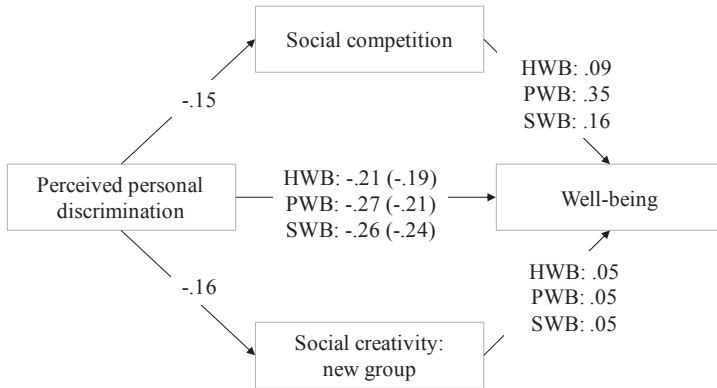 Social competition
HWB: .09
PWB: .35
SWB: .16
-.15
Perceived personal
discrimination
HWB: -.21 (-.19)
PWB: -.27 (-.21)
SWB: -.26 (-.24)
Well-being
-.16
HWB: .05
PWB: .05
SWB: .05
Social creativity:
new group